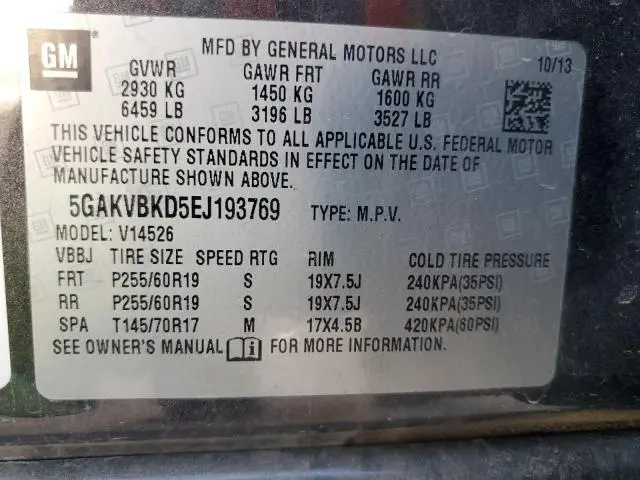 GM
MFD BY GENERAL MOTORS LLC
10/13
GVWR GAWR FRT GAWR RR
2930 KG 1450 KG 1600 KG
6459 LB 3196 LB 3527 LB
THIS VEHICLE CONFORMS TO ALL APPLICABLE U.S. FEDERAL MOTOR
VEHICLE SAFETY STANDARDS IN EFFECT ON THE DATE OF
MANUFACTURE SHOWN ABOVE.
5GAKVBKD5EJ193769 TYPE: M.P.V.
MODEL: V14526
VBBJ TIRE SIZE SPEED RTG RIM COLD TIRE PRESSURE
FRT P255/60R19 S 19X7.5J 240KPA(35PSI)
RR P255/60R19 S 19X7.5J 240KPA(35PSI)
SPA T145/70R17 M 17X4.5B 420KPA(60PSI)
SEE OWNER'S MANUAL FOR MORE INFORMATION.